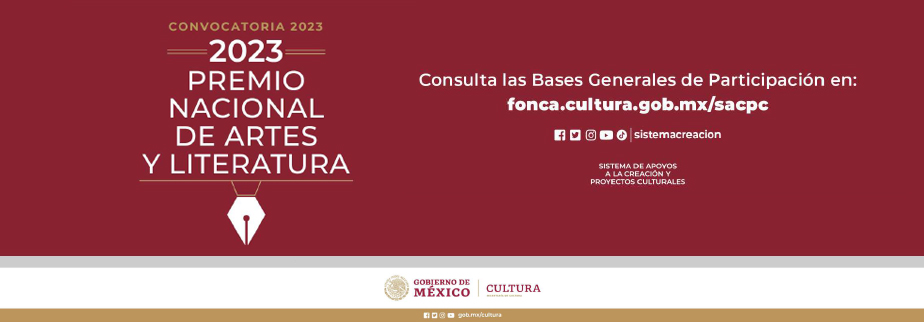 CONVOCATORIA 2023
2023
PREMIO
NACIONAL
DE ARTES
Y LITERATURA
Consulta las Bases Generales de Participación en:
fonca.cultura.gob.mx/sacpc
sistemacreacion
SISTEMA DE APOYOS
A LA CREACIÓN Y
PROYECTOS CULTURALES
GOBIERNO DE
MÉXICO
CULTURA
gob.mx/cultura